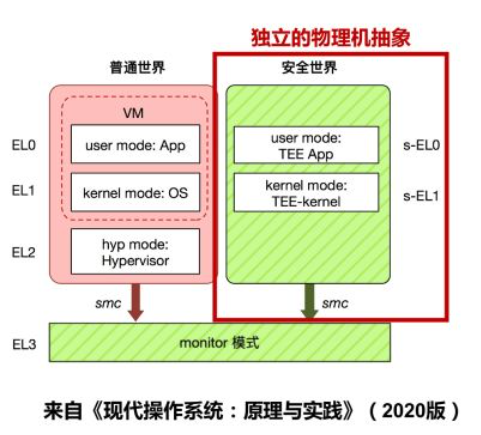 独立的物理机抽象
普通世界
安全世界
VM
EL0
user mode: App
user mode:
TEE App
s-EL0
EL1
kernel mode: OS
kernel mode:
TEE-kernel
s-EL1
EL2
hyp mode:
Hypervisor
smc
smc
EL3
monitor 模式
来自《现代操作系统：原理与实践》（2020版）